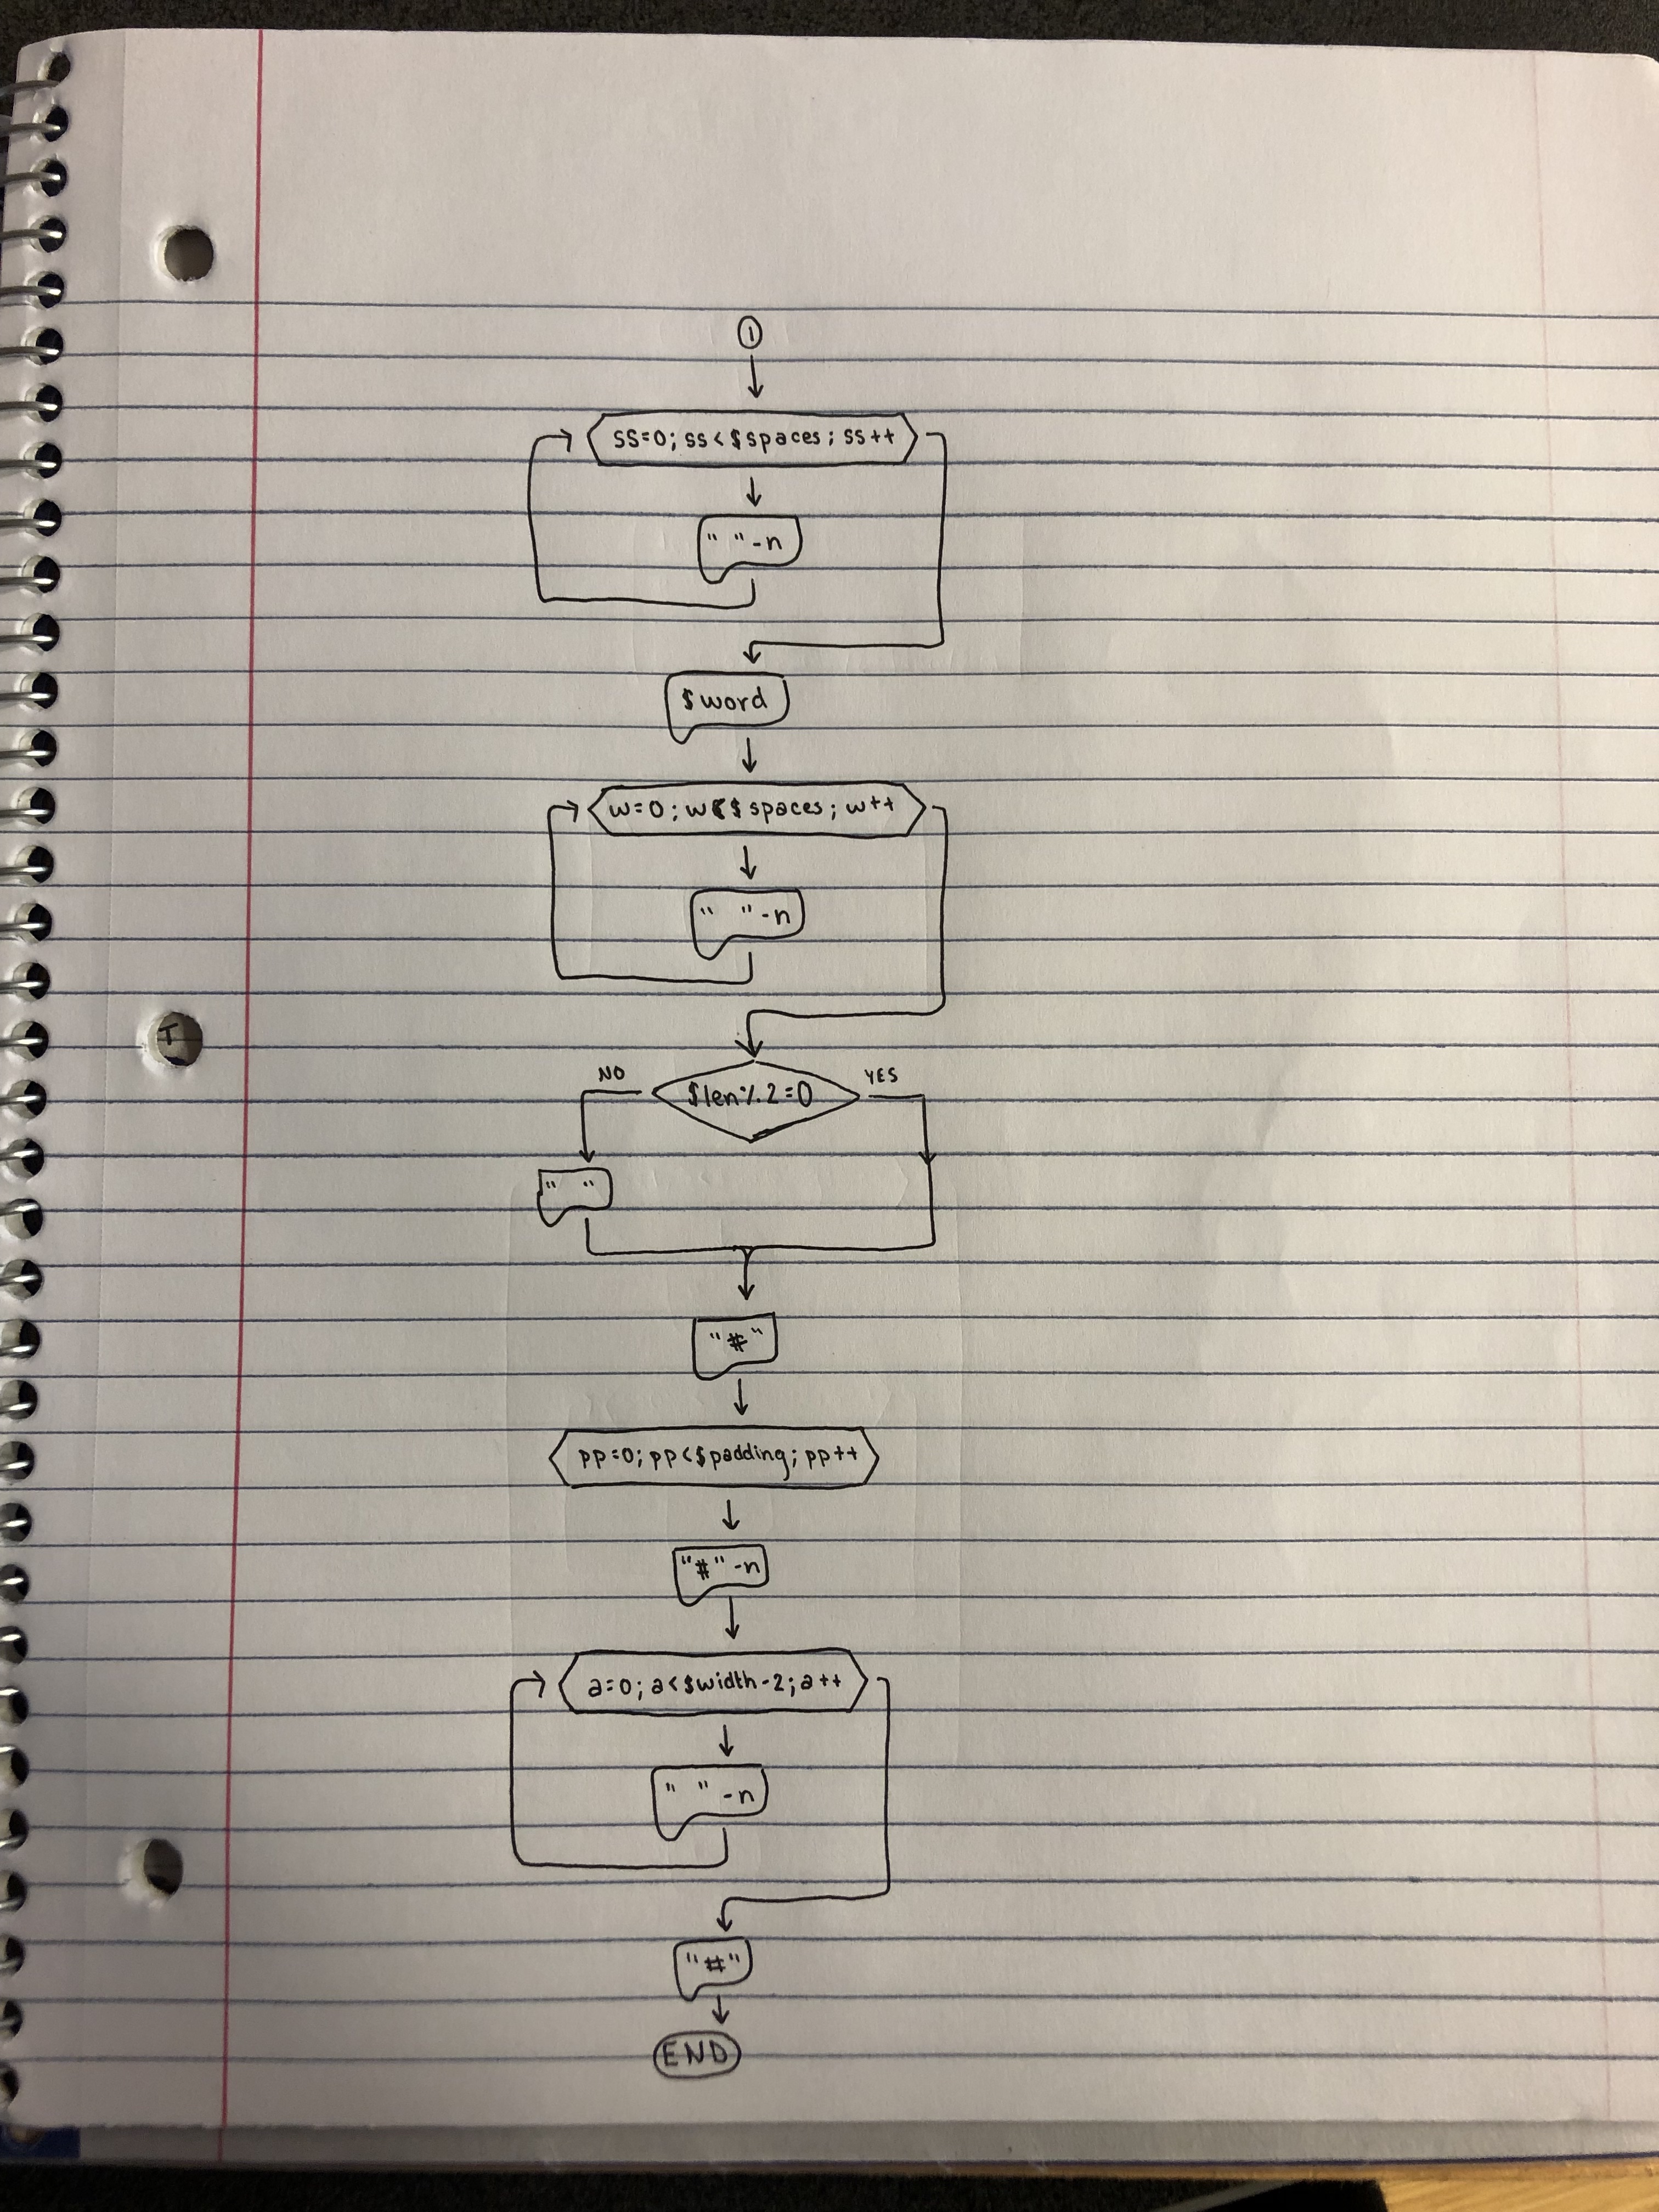 1
ss=0; ss<$spaces; ss++
" "-n
$word
w=0; w<$spaces; w++
" "-n
NO
YES
$len%2=0
" "
"#"
pp=0; pp<$padding; pp++
"#"-n
a=0; a<$width-2; a++
" "-n
"#"
END